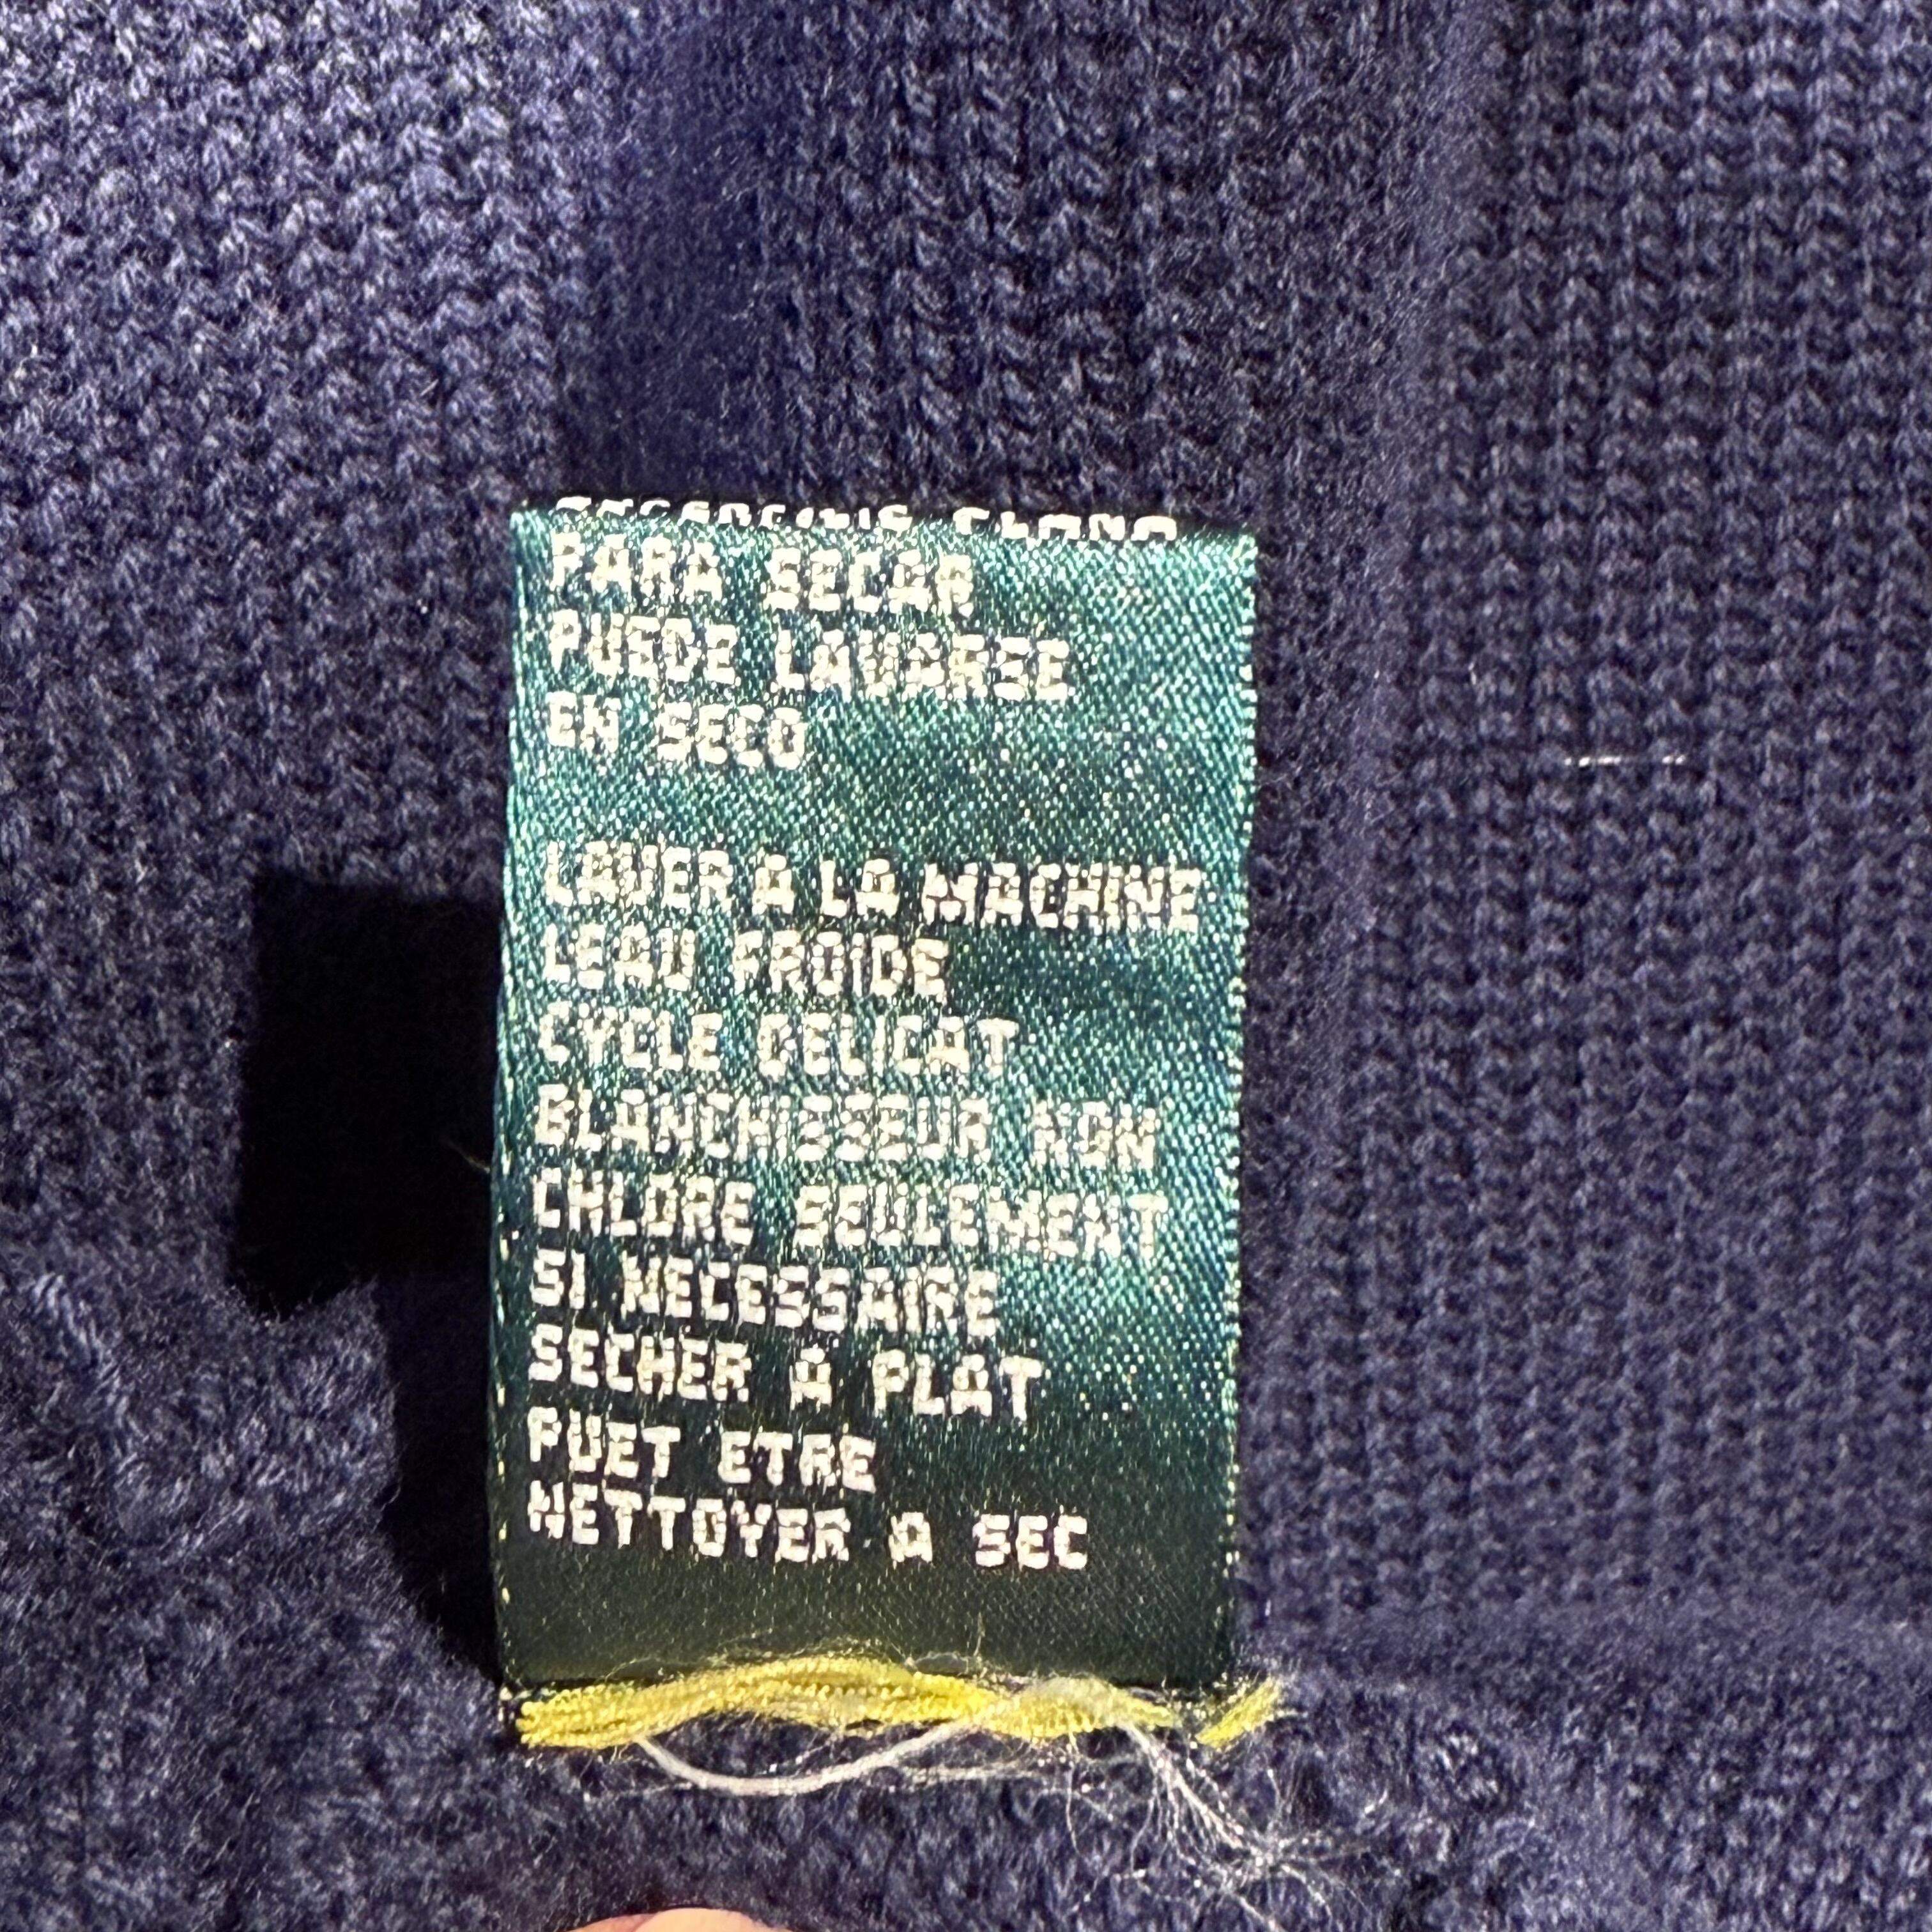 PARA SECAR
PUEDE LAVARSE
EN SECO
LAVER A LA MACHINE
LEAU FROIDE
CYCLE DELICAT
BLANCHISSEUR NON
CHLORE SEULEMENT
SI NECESSAIRE
SECHER A PLAT
PUET ETRE
NETTOYER A SEC